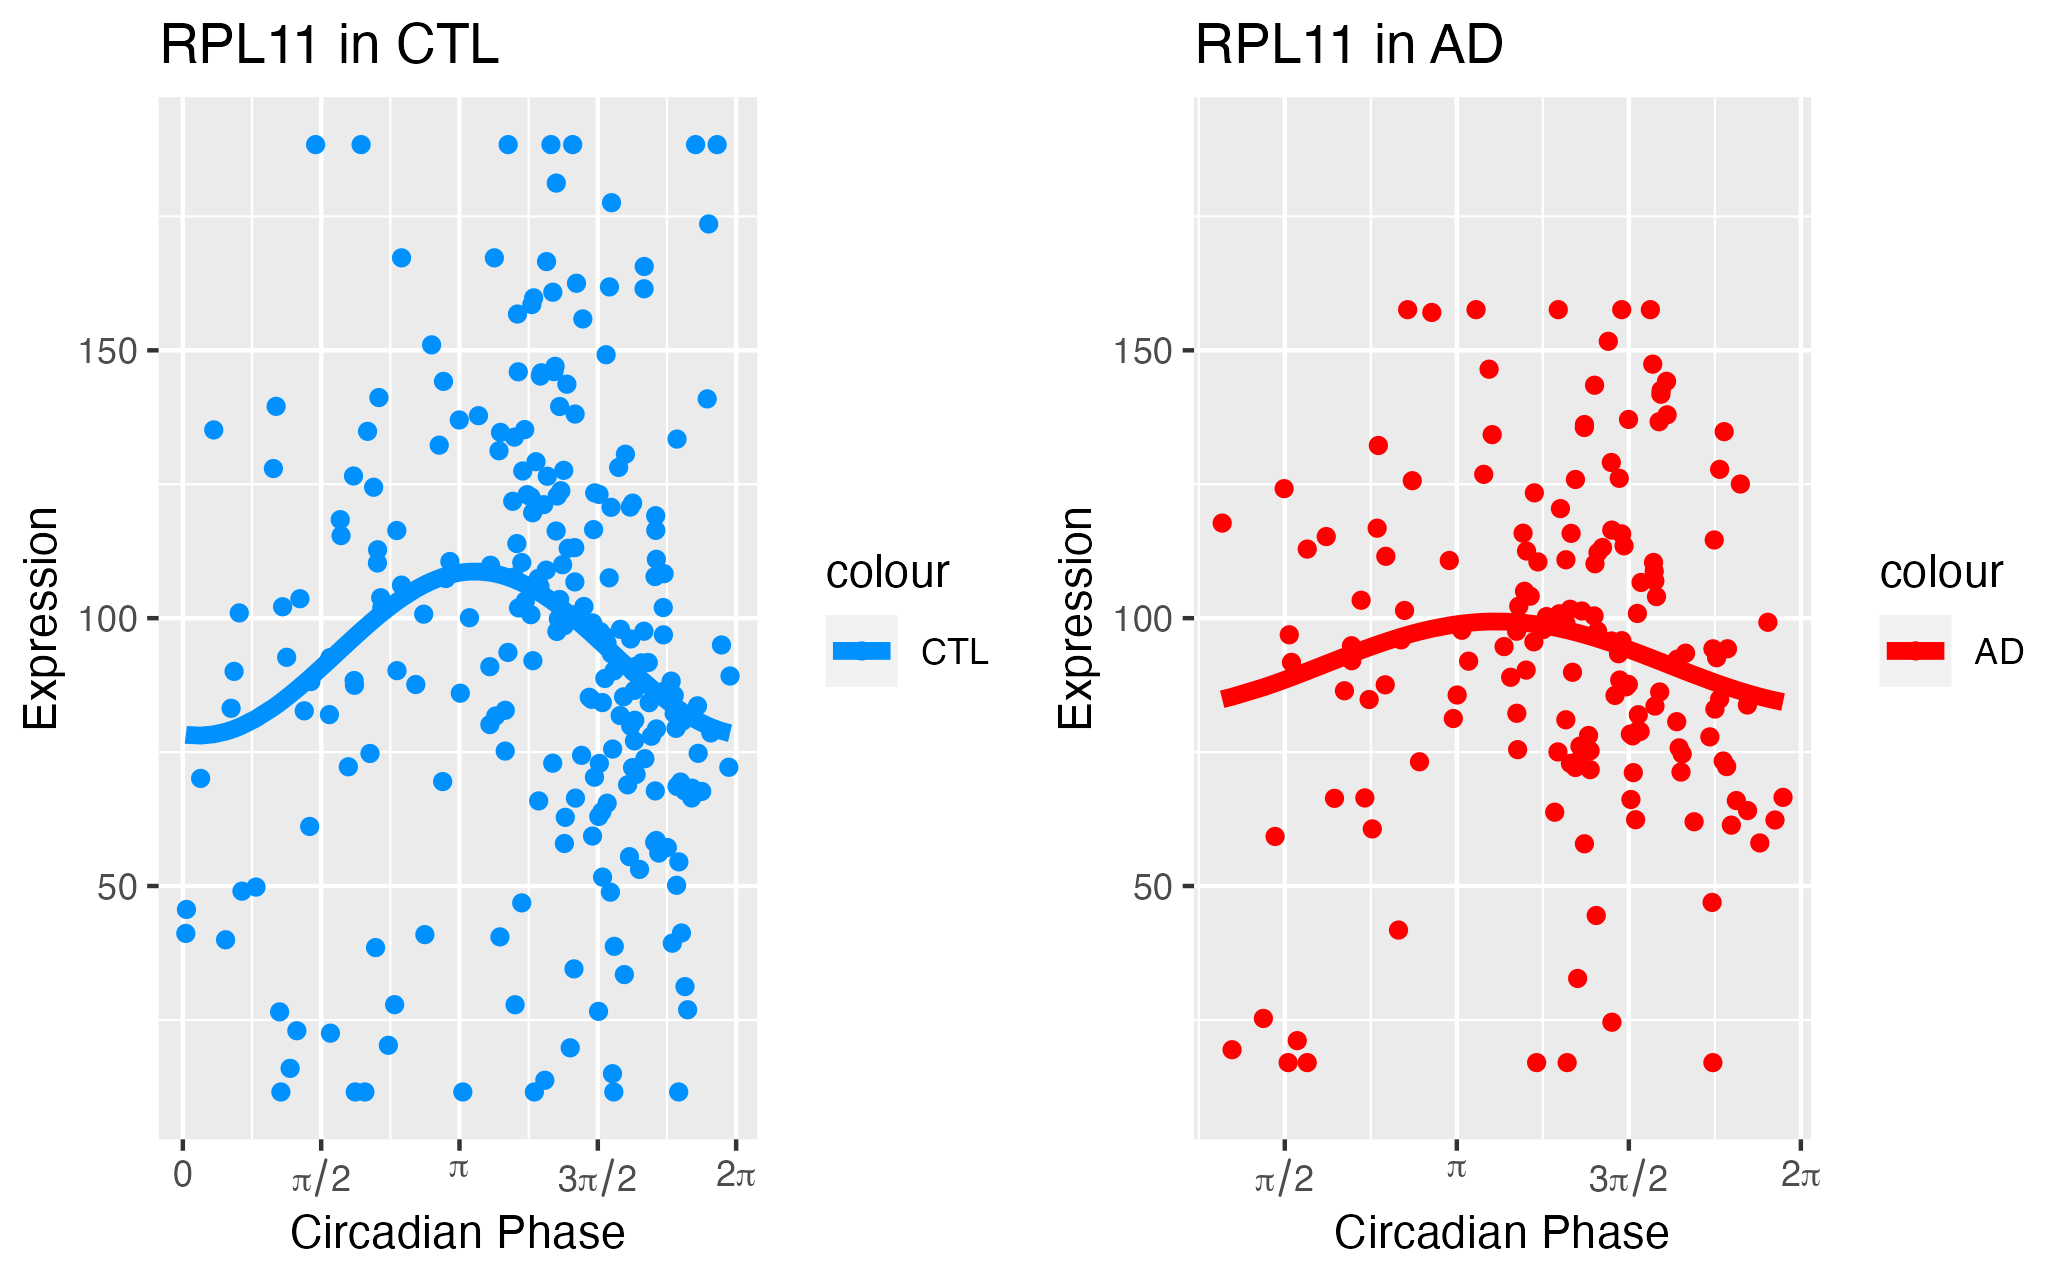 RPL11 in CTL
Expression
150
100
50
0
π/2
π
3π/2
2π
Circadian Phase
colour
CTL
RPL11 in AD
Expression
150
100
50
π/2
π
3π/2
2π
Circadian Phase
colour
AD